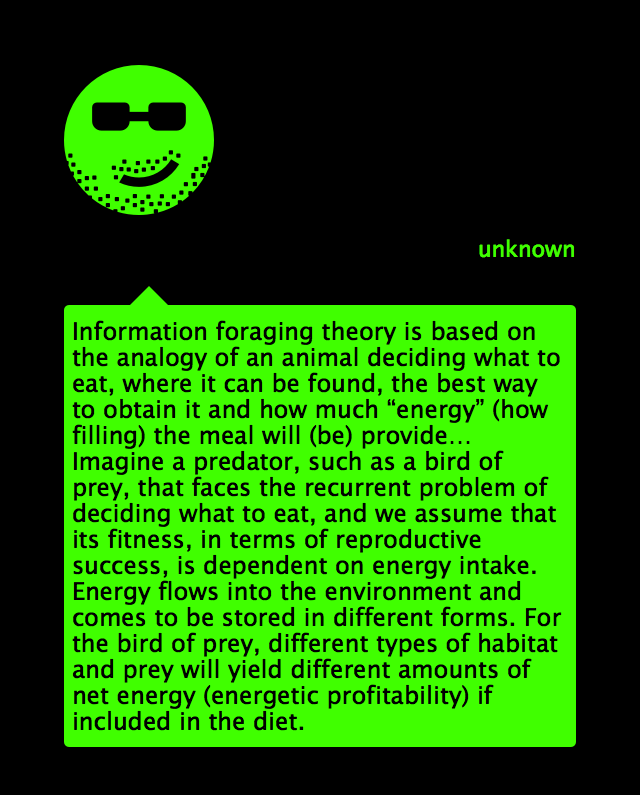 unknown
Information foraging theory is based on
the analogy of an animal deciding what to
eat, where it can be found, the best way
to obtain it and how much “energy” (how
filling) the meal will (be) provide…
Imagine a predator, such as a bird of
prey, that faces the recurrent problem of
deciding what to eat, and we assume that
its fitness, in terms of reproductive
success, is dependent on energy intake.
Energy flows into the environment and
comes to be stored in different forms. For
the bird of prey, different types of habitat
and prey will yield different amounts of
net energy (energetic profitability) if
included in the diet.